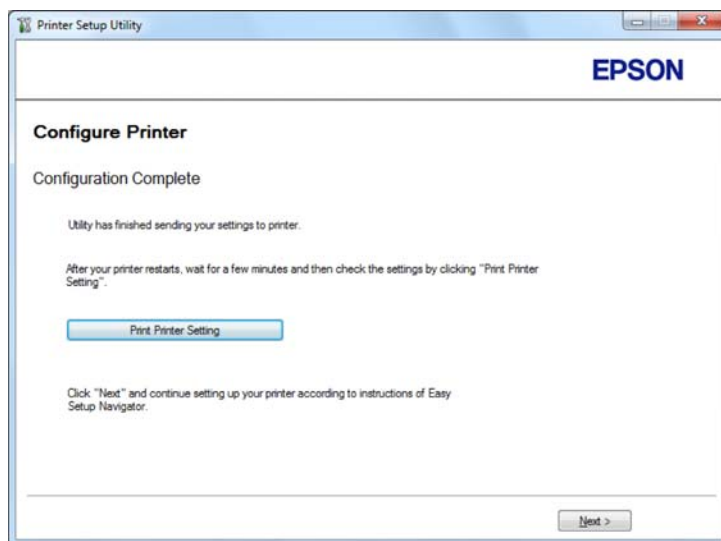 Printer Setup Utility
EPSON
Configure Printer
Configuration Complete
Utility has finished sending your settings to printer.
After your printer restarts, wait for a few minutes and then check the settings by clicking "Print Printer
Setting".
Print Printer Setting
Click "Next" and continue setting up your printer according to instructions of Easy
Setup Navigator.
Next >